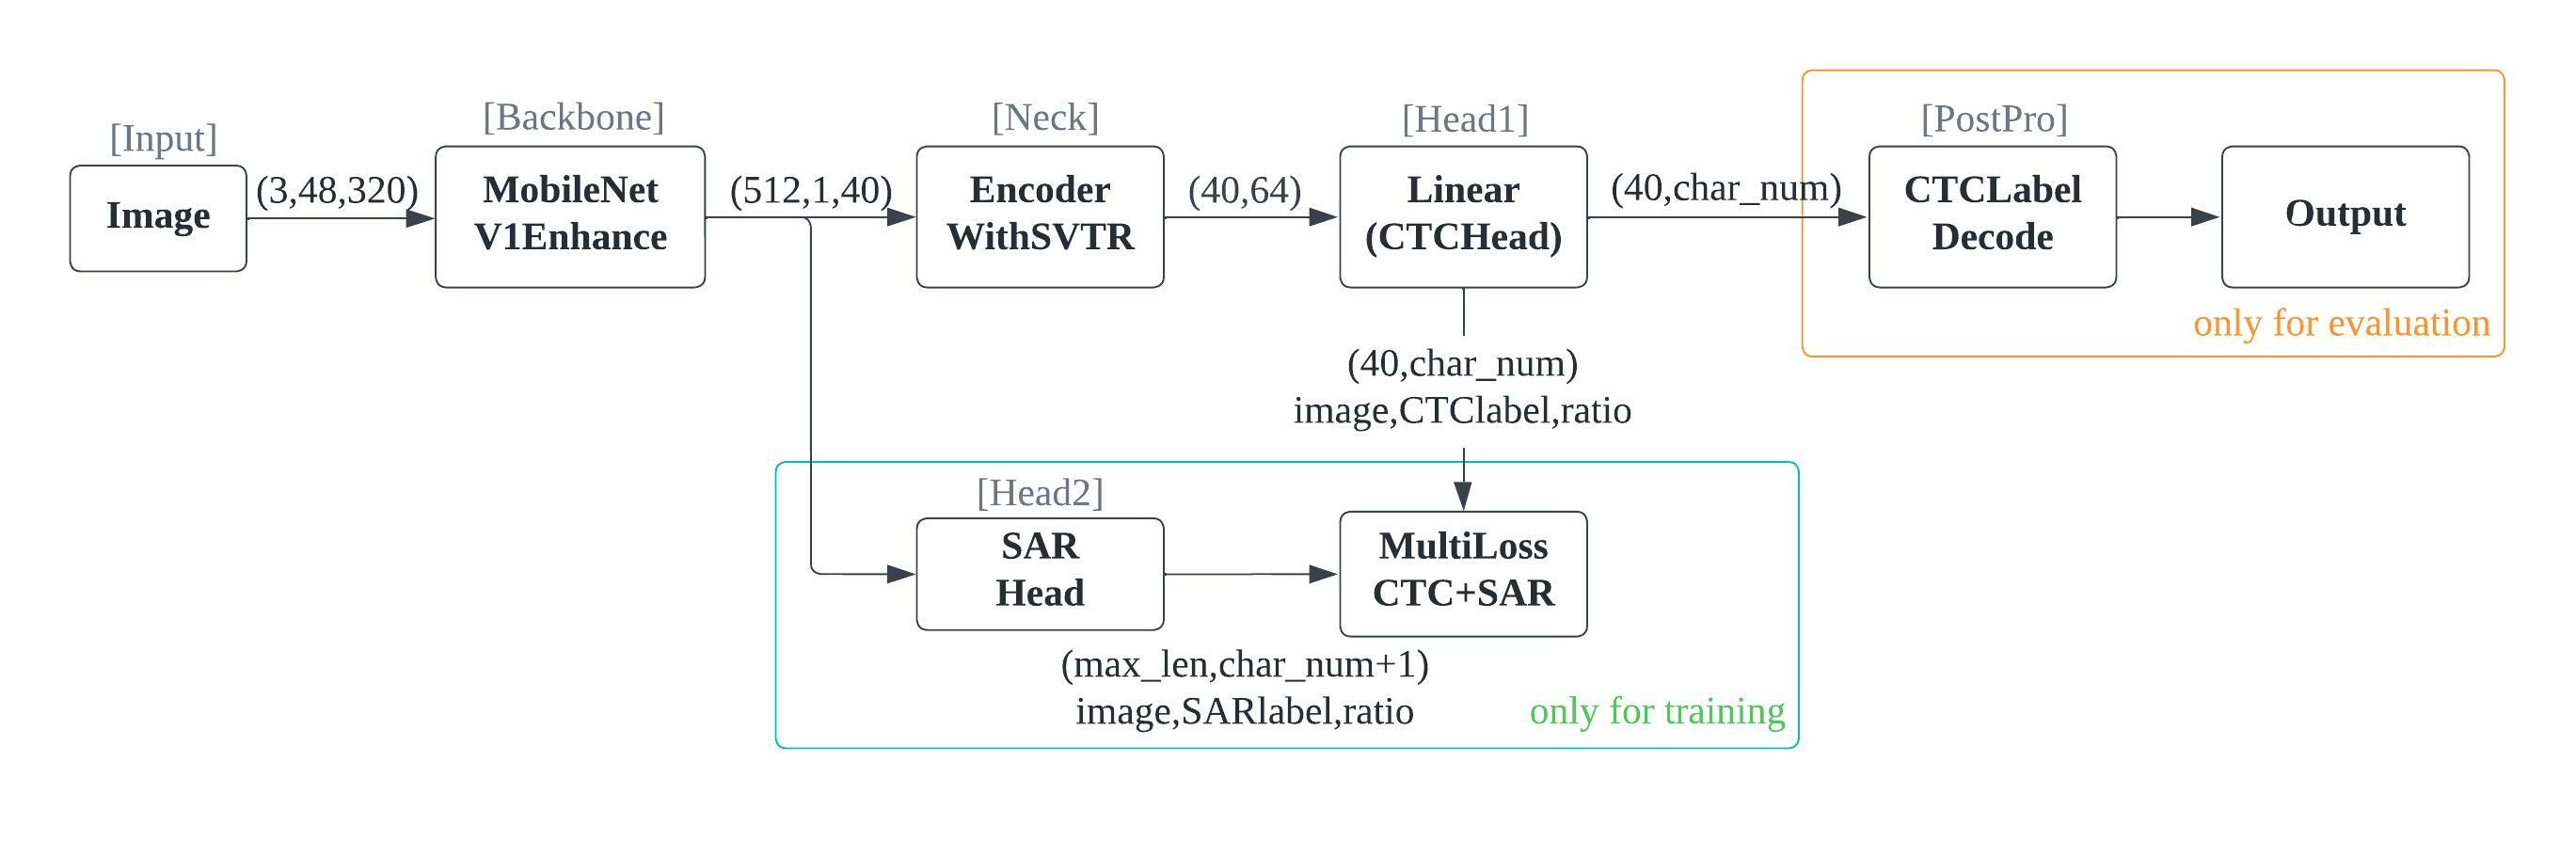 [Input]
Image
(3,48,320)
[Backbone]
MobileNet
V1Enhance
(512,1,40)
[Neck]
Encoder
WithSVTR
(40,64)
[Head1]
Linear
(CTCHead)
(40,char_num)
[PostPro]
CTCLabel
Decode
Output
only for evaluation
(40,char_num)
image,CTClabel,ratio
[Head2]
SAR
Head
MultiLoss
CTC+SAR
(max_len,char_num+1)
image,SARlabel,ratio
only for training